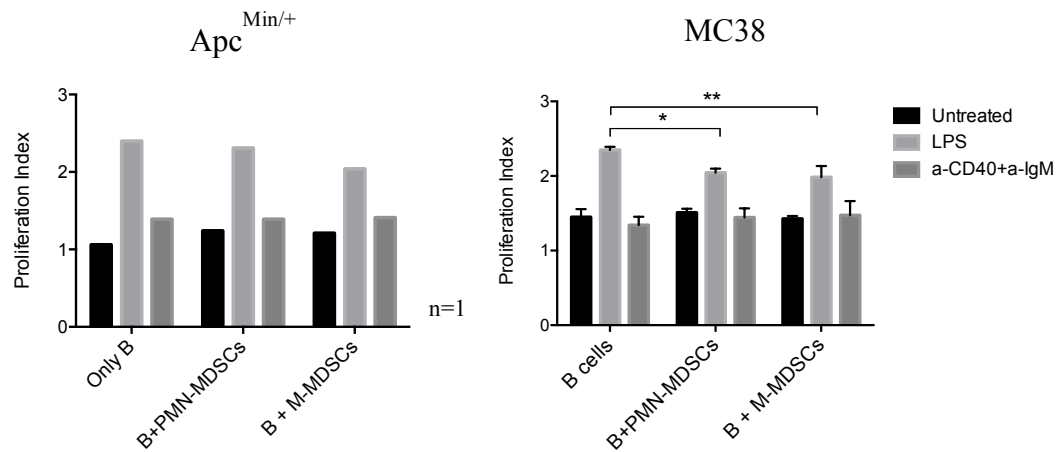 Apc Min/+
Proliferation Index
3
2
1
0
Only B
B+PMN-MDSCs
B + M-MDSCs
n=1
MC38
Proliferation Index
3
2
1
0
**
*
B cells
B+PMN-MDSCs
B + M-MDSCs
Untreated
LPS
a-CD40+a-IgM